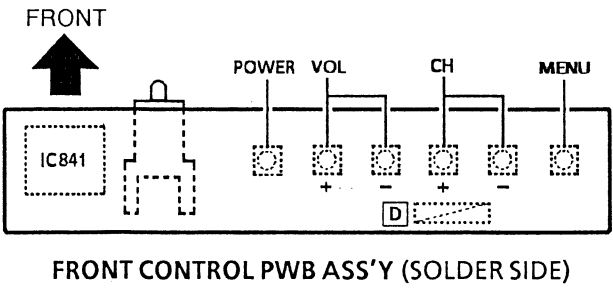 FRONT
POWER VOL CH MENU
IC841
+ − + −
D
FRONT CONTROL PWB ASS'Y (SOLDER SIDE)